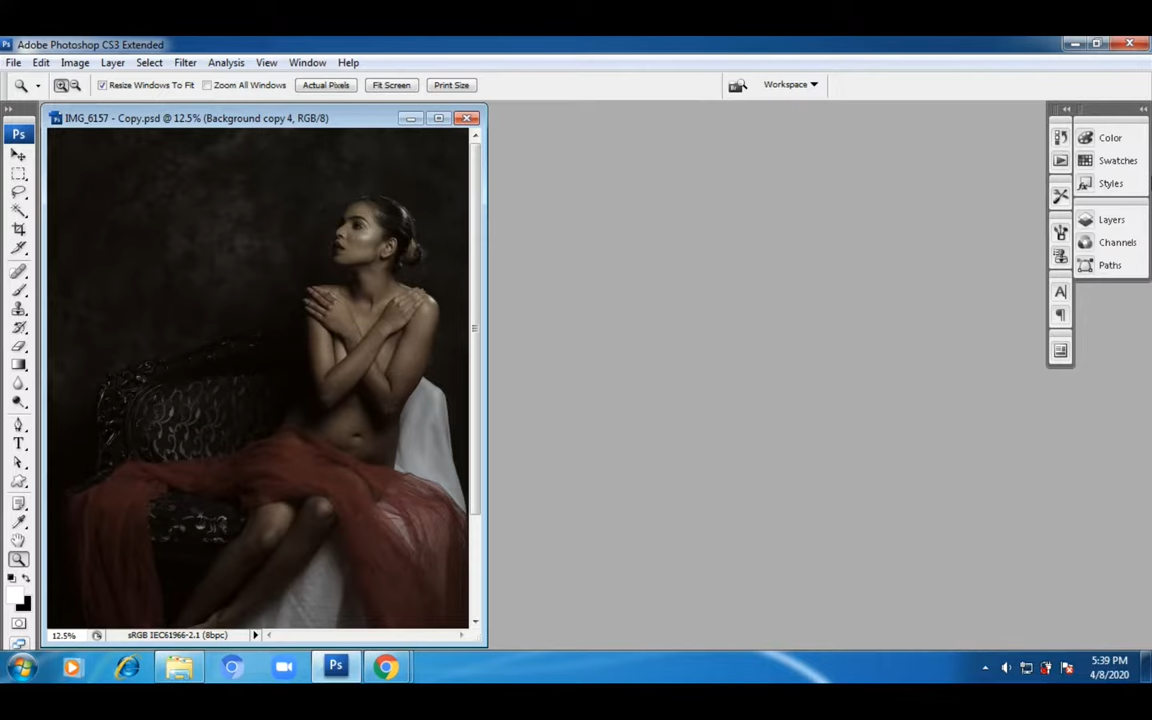 Ps Adobe Photoshop CS3 Extended
File Edit Image Layer Select Filter Analysis View Window Help
Resize Windows To Fit Zoom All Windows Actual Pixels Fit Screen Print Size Workspace
IMG_6157 - Copy.psd @ 12.5% (Background copy 4, RGB/8)
Ps
Color
Swatches
Styles
Layers
Channels
Paths
A
T
12.5% sRGB IEC61966-2.1 (8bpc)
Ps
5:39 PM
4/8/2020